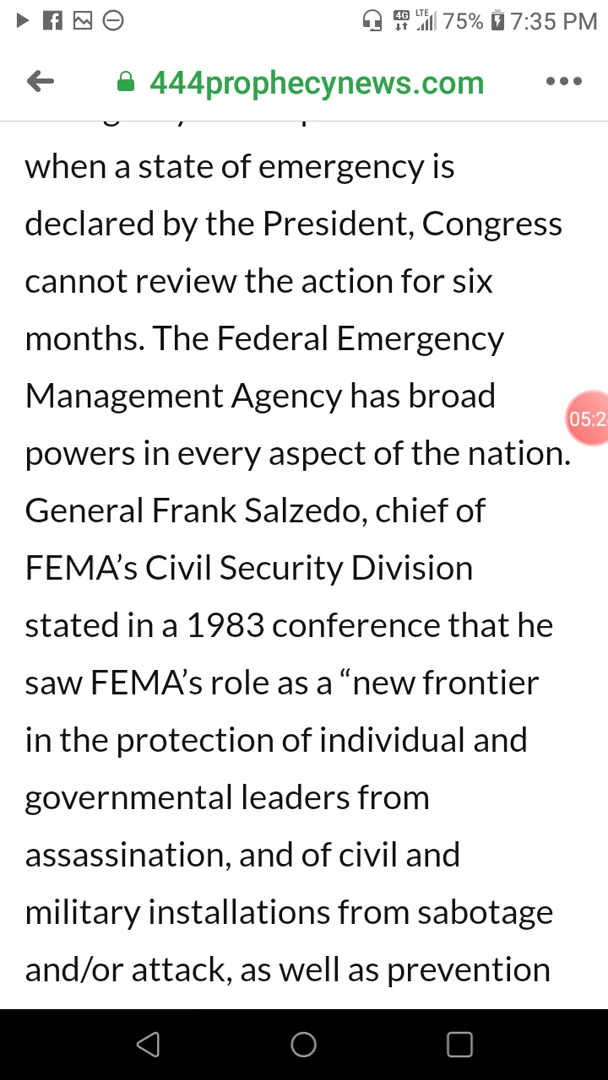 4G LTE 75% 7:35 PM
444prophecynews.com
when a state of emergency is
declared by the President, Congress
cannot review the action for six
months. The Federal Emergency
Management Agency has broad
05:2
powers in every aspect of the nation.
General Frank Salzedo, chief of
FEMA’s Civil Security Division
stated in a 1983 conference that he
saw FEMA’s role as a “new frontier
in the protection of individual and
governmental leaders from
assassination, and of civil and
military installations from sabotage
and/or attack, as well as prevention